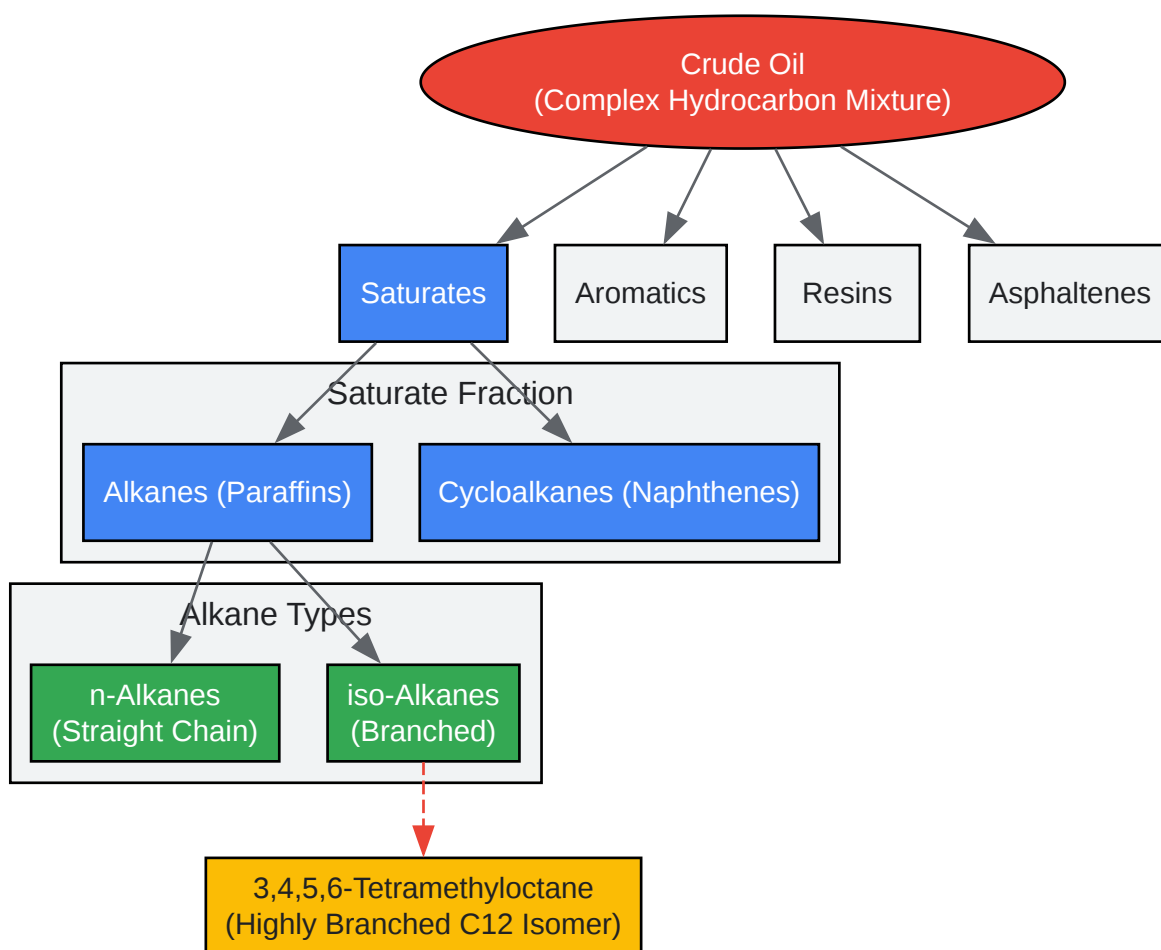 Crude Oil
(Complex Hydrocarbon Mixture)
Saturates
Aromatics
Resins
Asphaltenes
Saturate Fraction
Alkanes (Paraffins)
Cycloalkanes (Naphthenes)
Alkane Types
n-Alkanes
(Straight Chain)
iso-Alkanes
(Branched)
3,4,5,6-Tetramethyloctane
(Highly Branched C12 Isomer)